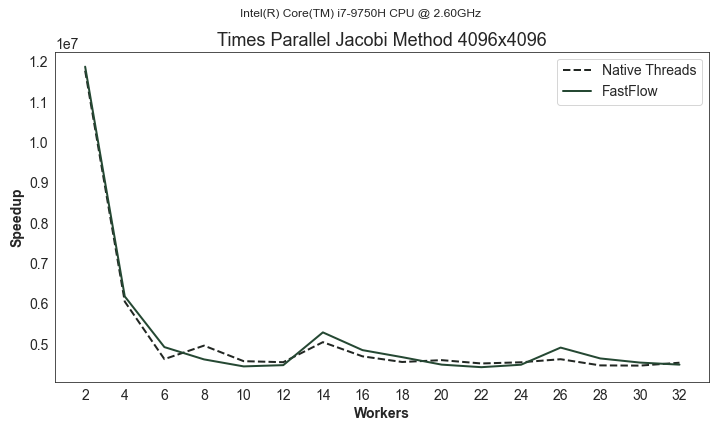 Intel(R) Core(TM) i7-9750H CPU @ 2.60GHz
Times Parallel Jacobi Method 4096x4096
1e7
Native Threads
FastFlow
1.2
1.1
1.0
0.9
0.8
0.7
0.6
0.5
Speedup
2 4 6 8 10 12 14 16 18 20 22 24 26 28 30 32
Workers